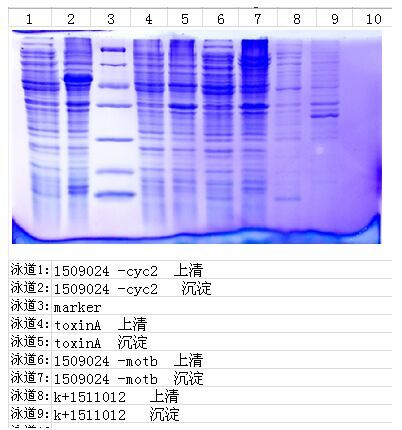 1 2 3 4 5 6 7 8 9 10
泳道1: 1509024 -cyc2 上清
泳道2: 1509024 -cyc2 沉淀
泳道3: marker
泳道4: toxinA 上清
泳道5: toxinA 沉淀
泳道6: 1509024 -motb 上清
泳道7: 1509024 -motb 沉淀
泳道8: k+1511012 上清
泳道9: k+1511012 沉淀